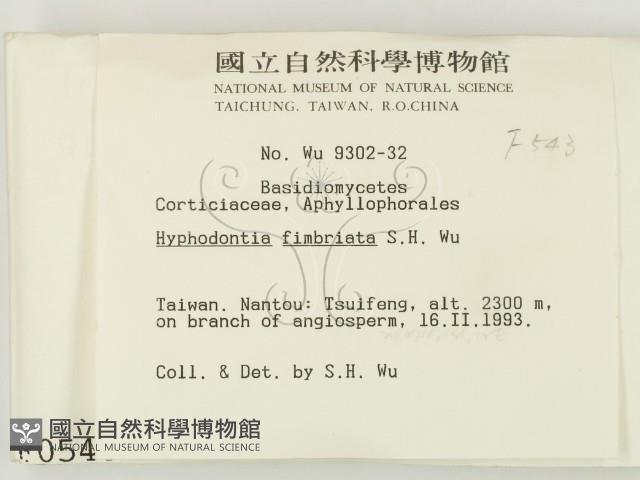 國立自然科學博物館
NATIONAL MUSEUM OF NATURAL SCIENCE
TAICHUNG, TAIWAN, R.O.CHINA
No. Wu 9302-32
F 543
Basidiomycetes
Corticiaceae, Aphyllophorales
Hyphodontia fimbriata S.H. Wu
Taiwan. Nantou: Tsuifeng, alt. 2300 m,
on branch of angiosperm, 16.II.1993.
Coll. & Det. by S.H. Wu
國立自然科學博物館
NATIONAL MUSEUM OF NATURAL SCIENCE
054